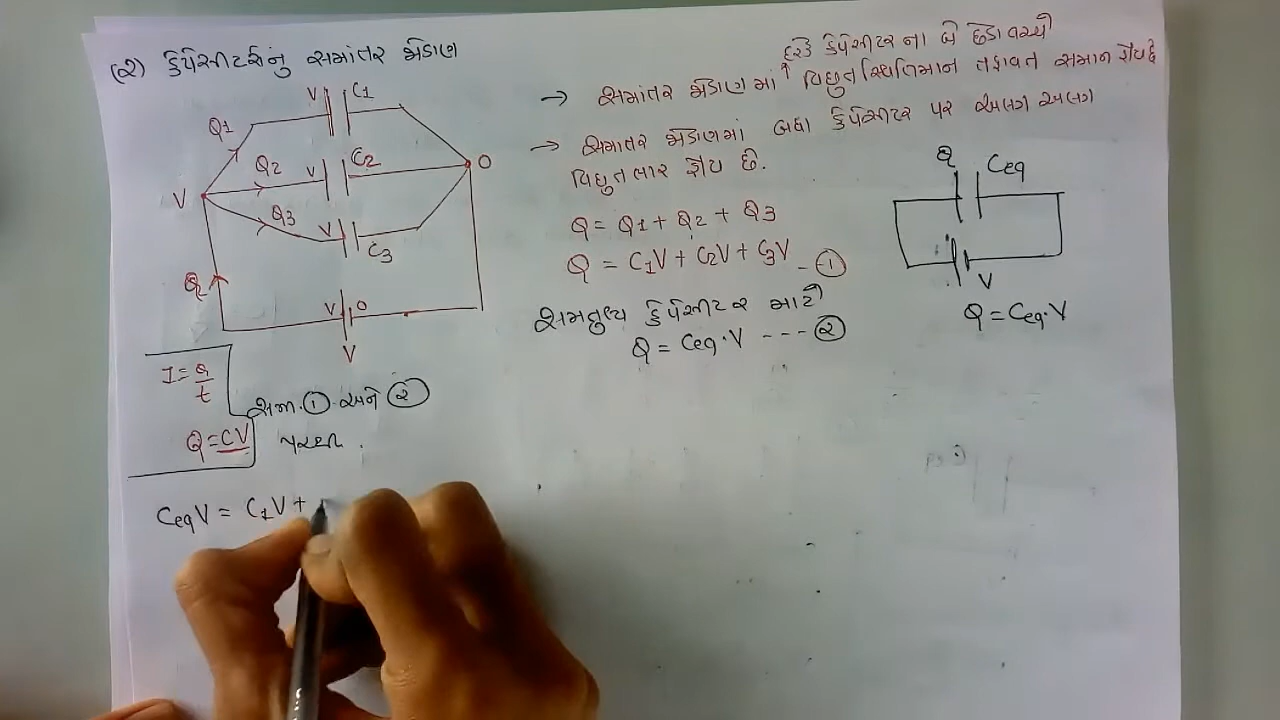 (૨) કેપેસીટર્સનું સમાંતર જોડાણ
V C1
Q1
Q2 V C2
V O
Q3 V
C3
Q
V O
V
I = Q/t
Q = CV
→ સમાંતર જોડાણ માં ↑ દરેક કેપેસીટર ના બે છેડા વચ્ચે
વિદ્યુતસ્થિતિમાન તફાવત સમાન હોય છે
→ સમાંતર જોડાણમાં બધા કેપેસીટર પર અલગ અલગ
વિદ્યુતભાર હોય છે.
Q = Q1 + Q2 + Q3
Q = C1V + C2V + C3V - ①
સમતુલ્ય કેપેસીટર માટે
Q = Ceq.V --- ②
Q Ceq
V
Q = Ceq.V
સમી. ① અને ②
પરથી .
CeqV = C1V +